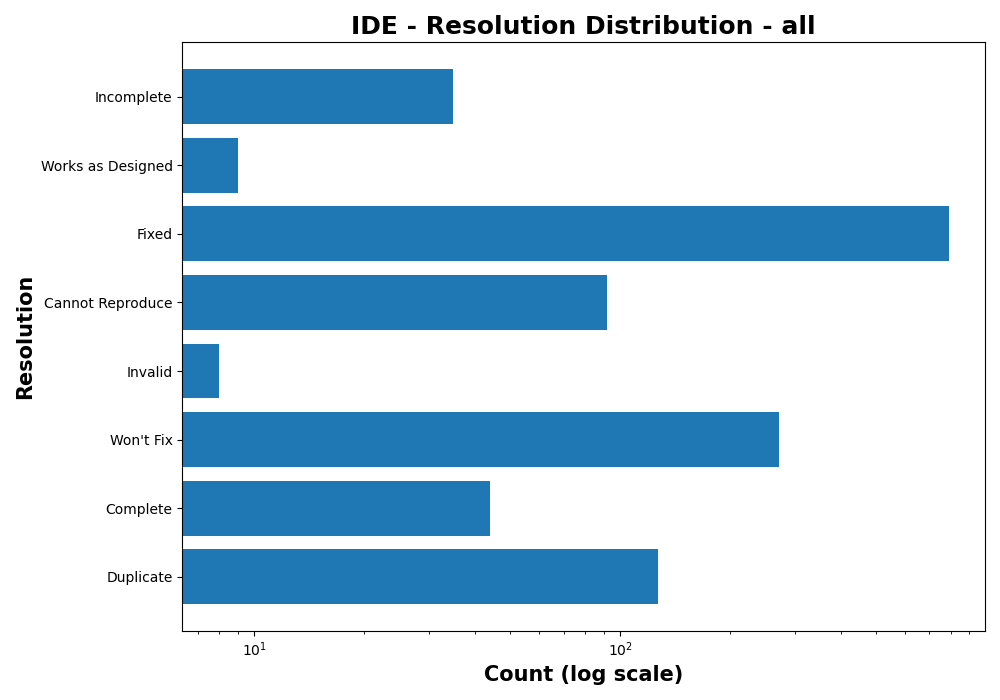 IDE - Resolution Distribution - all
Incomplete
Works as Designed
Fixed
Cannot Reproduce
Invalid
Won't Fix
Complete
Duplicate
Resolution
10¹ 10²
Count (log scale)